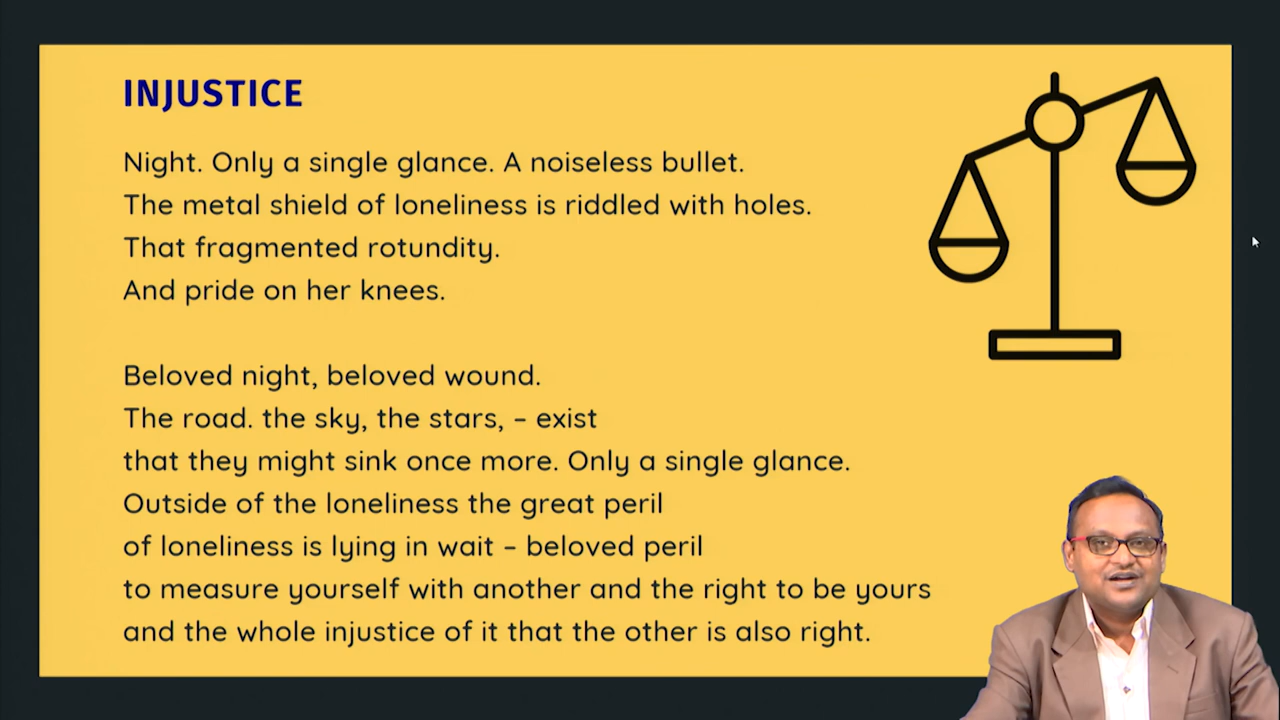 INJUSTICE
Night. Only a single glance. A noiseless bullet.
The metal shield of loneliness is riddled with holes.
That fragmented rotundity.
And pride on her knees.
Beloved night, beloved wound.
The road. the sky, the stars, – exist
that they might sink once more. Only a single glance.
Outside of the loneliness the great peril
of loneliness is lying in wait – beloved peril
to measure yourself with another and the right to be yours
and the whole injustice of it that the other is also right.